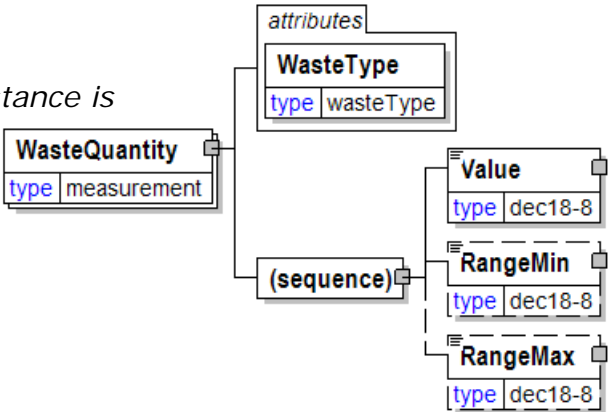 attributes
WasteType
type wasteType
tance is
WasteQuantity
type measurement
Value
type dec18-8
(sequence)
RangeMin
type dec18-8
RangeMax
type dec18-8